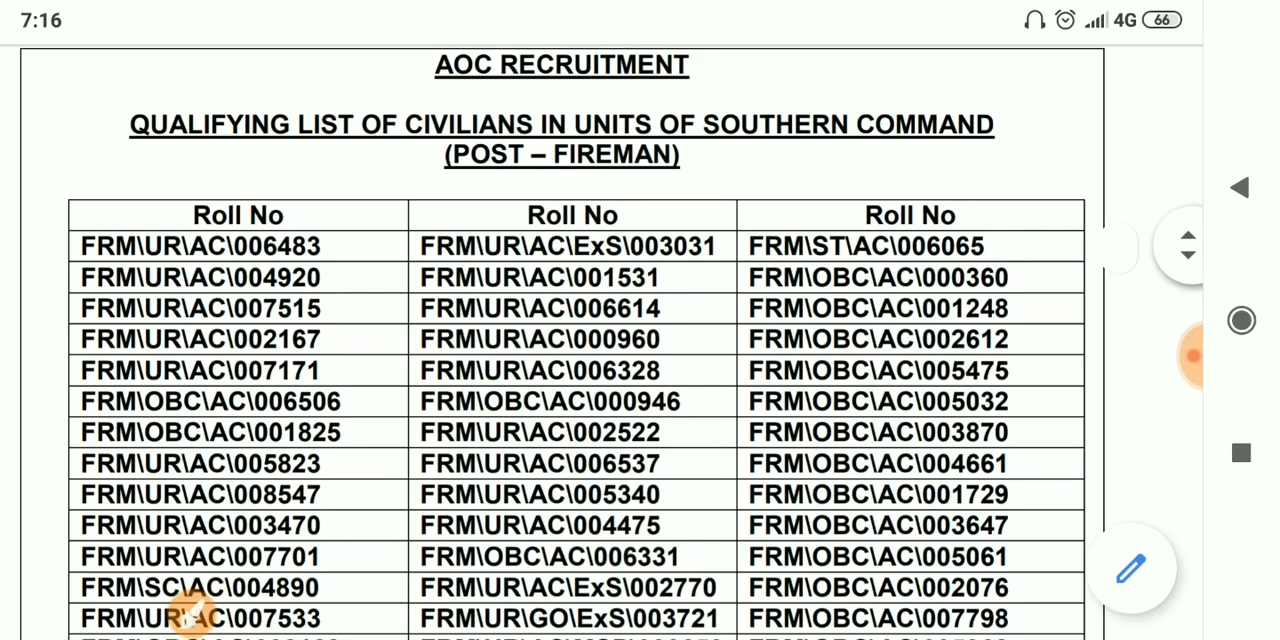 7:16 4G 66
AOC RECRUITMENT
QUALIFYING LIST OF CIVILIANS IN UNITS OF SOUTHERN COMMAND
(POST – FIREMAN)
Roll No Roll No Roll No
FRM\UR\AC\006483 FRM\UR\AC\ExS\003031 FRM\ST\AC\006065
FRM\UR\AC\004920 FRM\UR\AC\001531 FRM\OBC\AC\000360
FRM\UR\AC\007515 FRM\UR\AC\006614 FRM\OBC\AC\001248
FRM\UR\AC\002167 FRM\UR\AC\000960 FRM\OBC\AC\002612
FRM\UR\AC\007171 FRM\UR\AC\006328 FRM\OBC\AC\005475
FRM\OBC\AC\006506 FRM\OBC\AC\000946 FRM\OBC\AC\005032
FRM\OBC\AC\001825 FRM\UR\AC\002522 FRM\OBC\AC\003870
FRM\UR\AC\005823 FRM\UR\AC\006537 FRM\OBC\AC\004661
FRM\UR\AC\008547 FRM\UR\AC\005340 FRM\OBC\AC\001729
FRM\UR\AC\003470 FRM\UR\AC\004475 FRM\OBC\AC\003647
FRM\UR\AC\007701 FRM\OBC\AC\006331 FRM\OBC\AC\005061
FRM\SC\AC\004890 FRM\UR\AC\ExS\002770 FRM\OBC\AC\002076
FRM\UR\AC\007533 FRM\UR\GO\ExS\003721 FRM\OBC\AC\007798